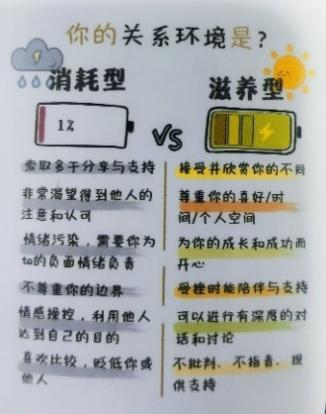 你的关系环境是?
消耗型
滋养型
1%
VS
索取多于分享与支持
非常渴望得到他人的
注意和认可
情绪污染，需要你为
ta的负面情绪负责
不尊重你的边界
情感操控，利用他人
达到自己的目的
喜欢比较，贬低你或
他人
接受并欣赏你的不同
尊重你的喜好/时
间/个人空间
为你的成长和成功而
开心
受挫时能陪伴与支持
可以进行有深度的对
话和讨论
不批判、不指责、提
供支持